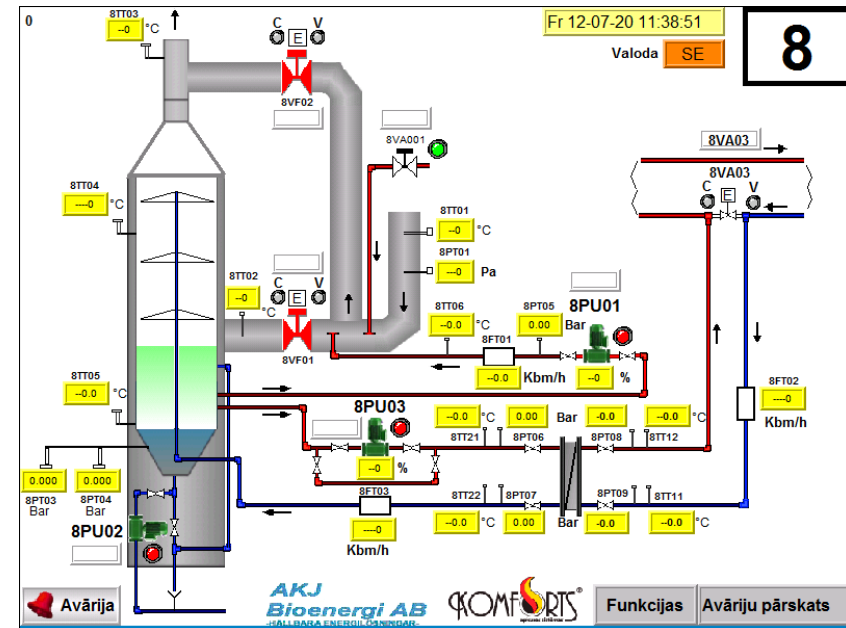 0
8TT03
--0 °C
C E V
8VF02
Fr 12-07-20 11:38:51
Valoda SE
8
8VA001
8VA03
8VA03
C E V
8TT04
----0 °C
8TT01
--0 °C
8PT01
---0 Pa
8TT02
--0 °C
C E V
8VF01
8TT06
--0.0 °C
8PT05
0.00 Bar
8PU01
8FT01
--0.0 Kbm/h
--0 %
8TT05
--0.0 °C
8FT02
----0
Kbm/h
8PU03
--0 %
--0.0 °C 0.00 Bar -0.0 --0.0 °C
8TT21 8PT06 8PT08 8TT12
0.000 0.000
8PT03 8PT04
Bar Bar
8FT03
----0
Kbm/h
8TT22 8PT07 8PT09 8TT11
--0.0 °C 0.00 Bar -0.0 --0.0 °C
8PU02
Avārija
AKJ
Bioenergi AB
-HÅLLBARA ENERGILÖSNINGAR-
KOMFORTS
Funkcijas
Avāriju pārskats